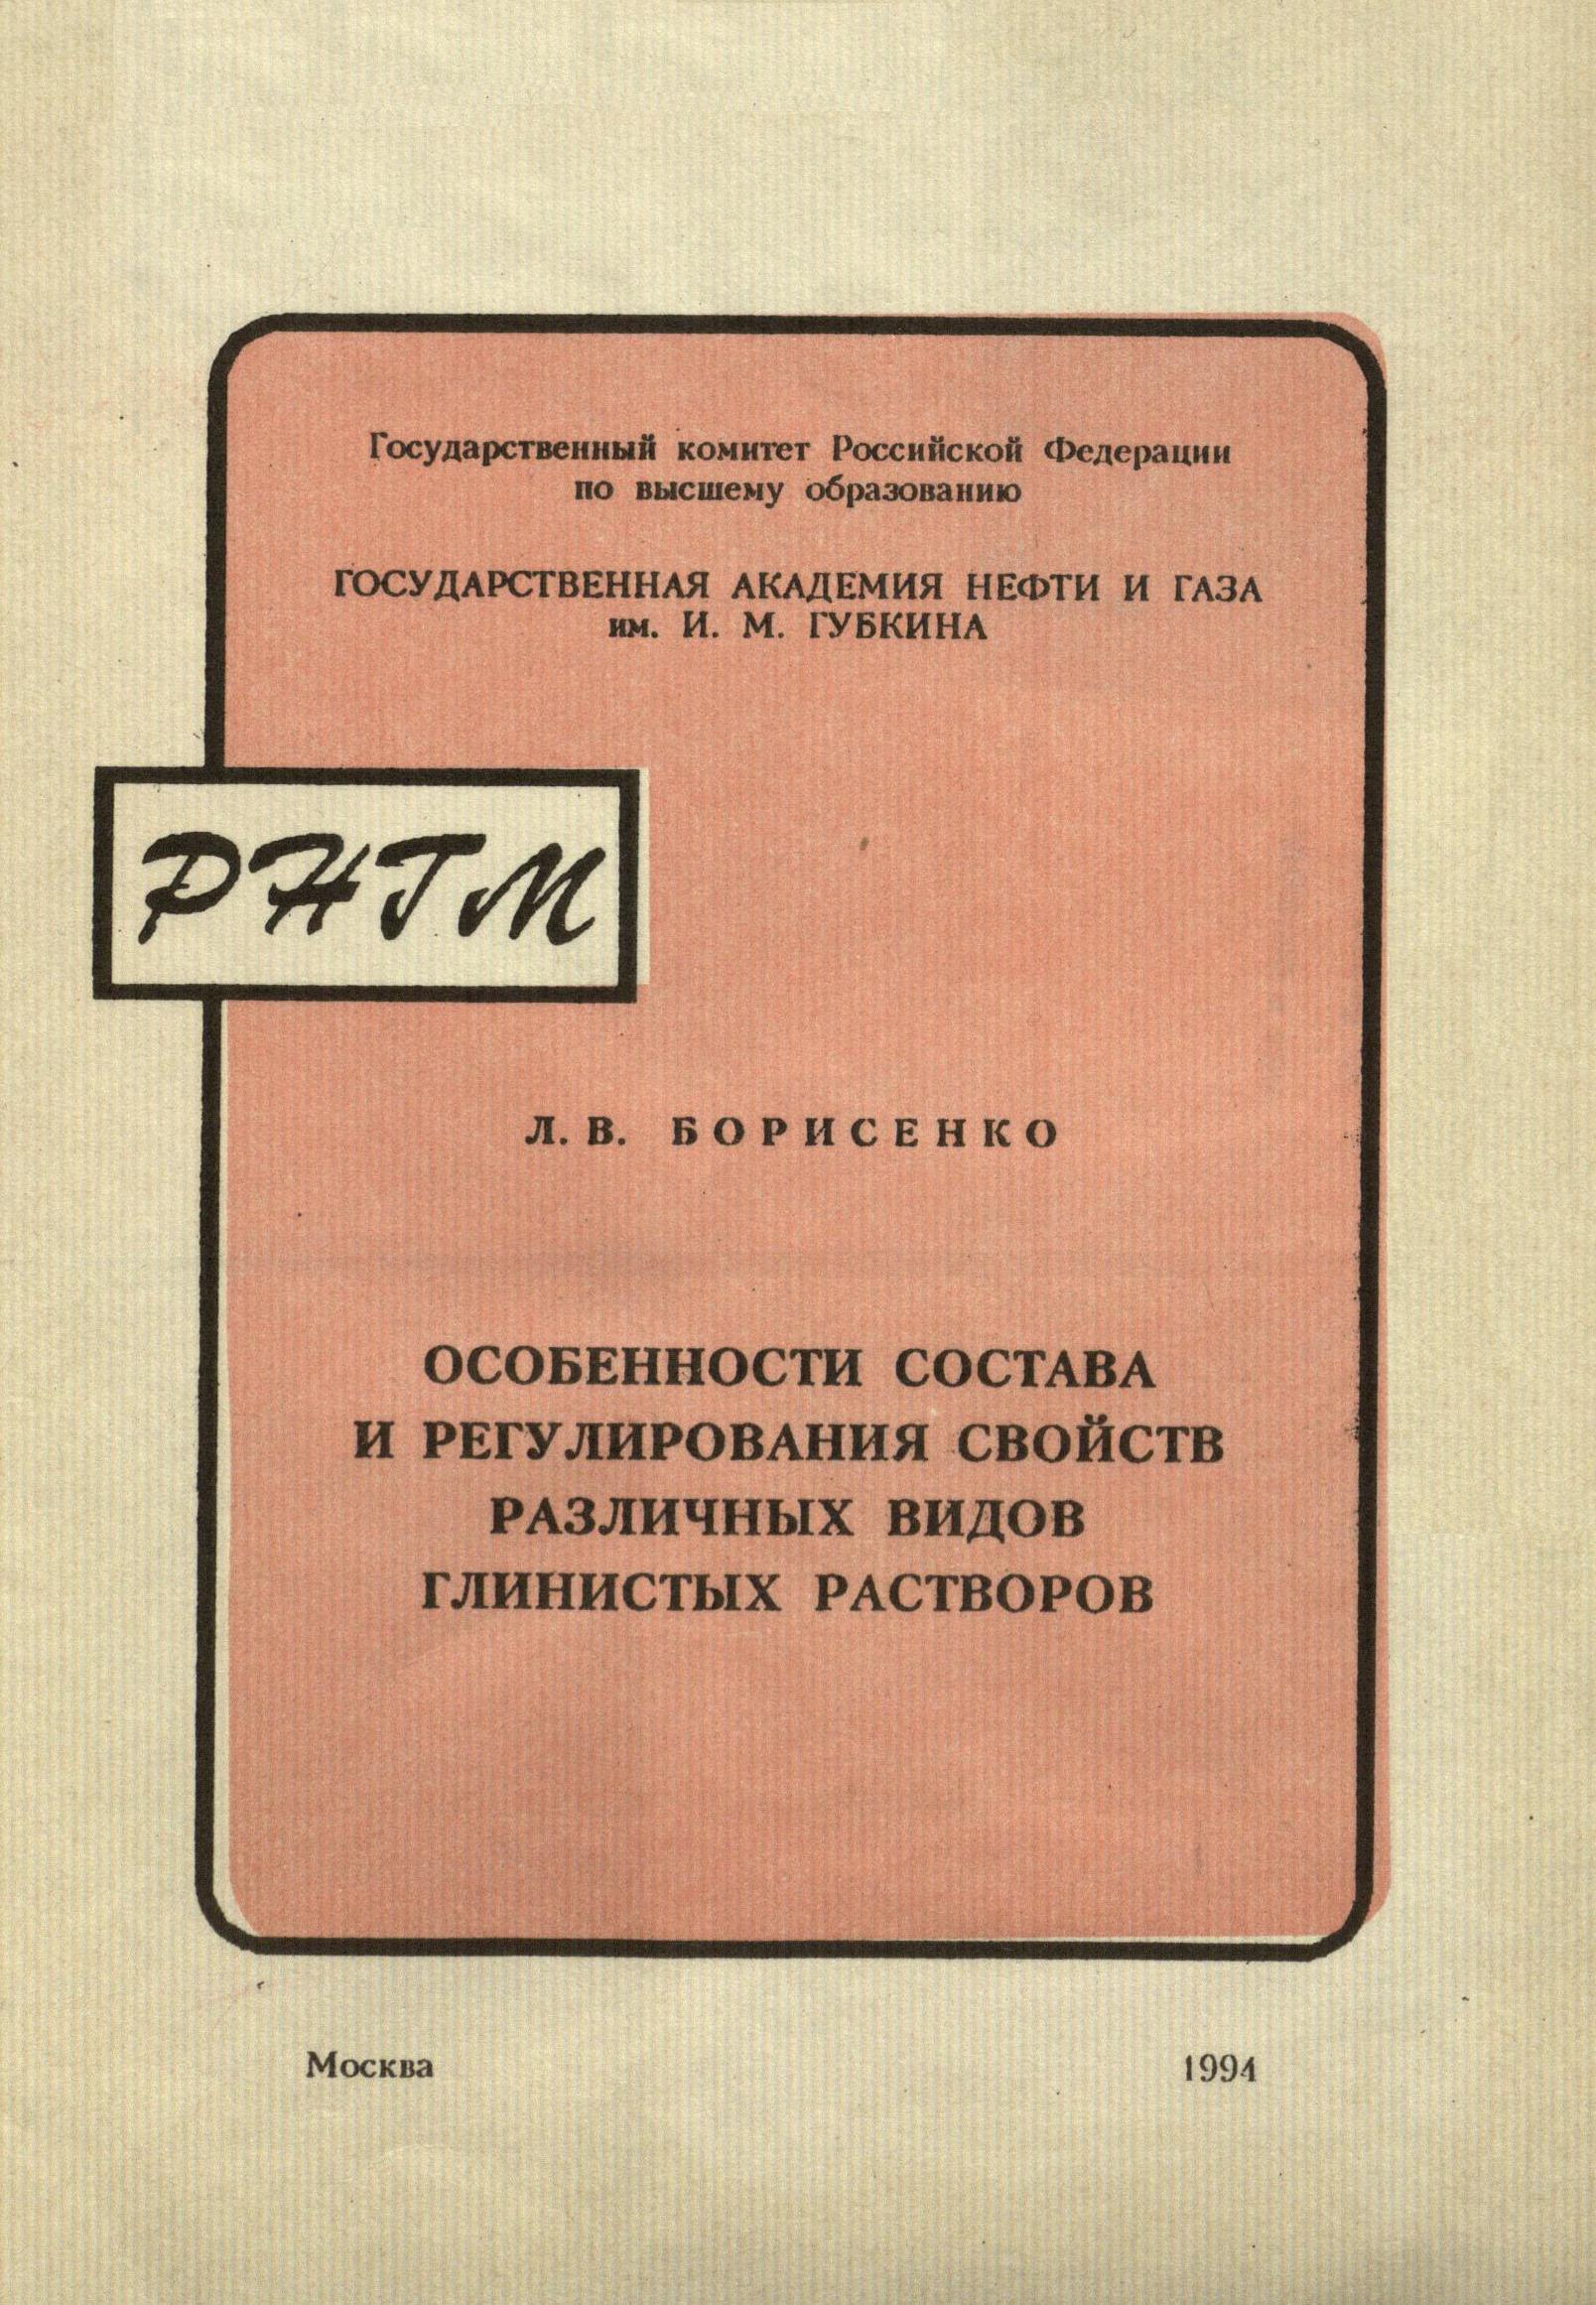 Государственный комитет Российской Федерации
по высшему образованию
ГОСУДАРСТВЕННАЯ АКАДЕМИЯ НЕФТИ И ГАЗА
им. И. М. ГУБКИНА
РНТМ
Л. В. БОРИСЕНКО
ОСОБЕННОСТИ СОСТАВА
И РЕГУЛИРОВАНИЯ СВОЙСТВ
РАЗЛИЧНЫХ ВИДОВ
ГЛИНИСТЫХ РАСТВОРОВ
Москва 1994